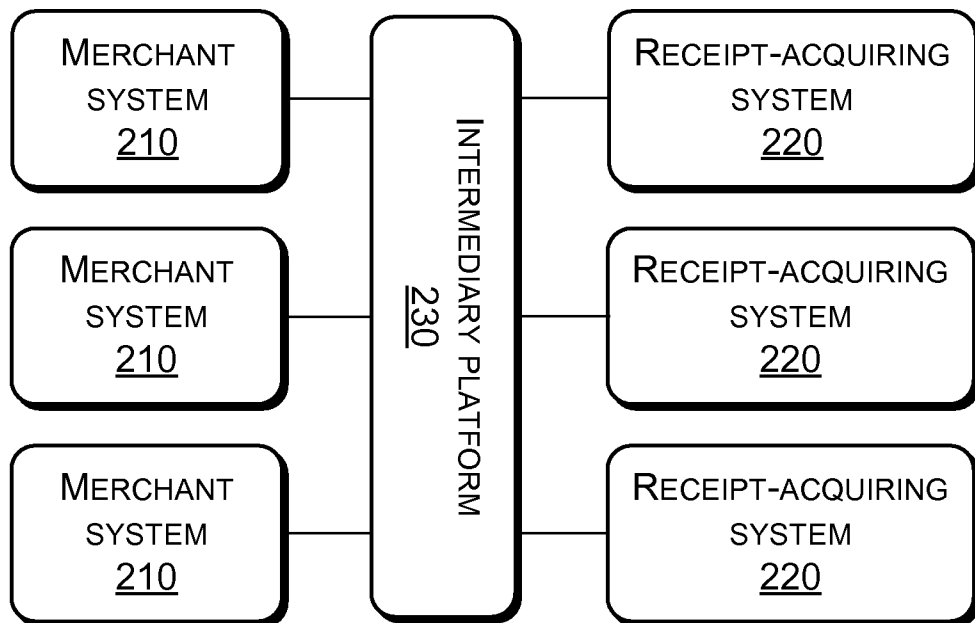 MERCHANT
SYSTEM
210
MERCHANT
SYSTEM
210
MERCHANT
SYSTEM
210
INTERMEDIARY PLATFORM
230
RECEIPT-ACQUIRING
SYSTEM
220
RECEIPT-ACQUIRING
SYSTEM
220
RECEIPT-ACQUIRING
SYSTEM
220